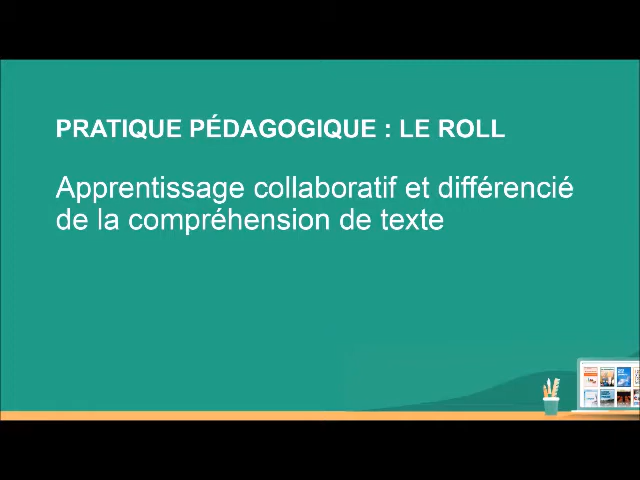 PRATIQUE PÉDAGOGIQUE : LE ROLL
Apprentissage collaboratif et différencié
de la compréhension de texte